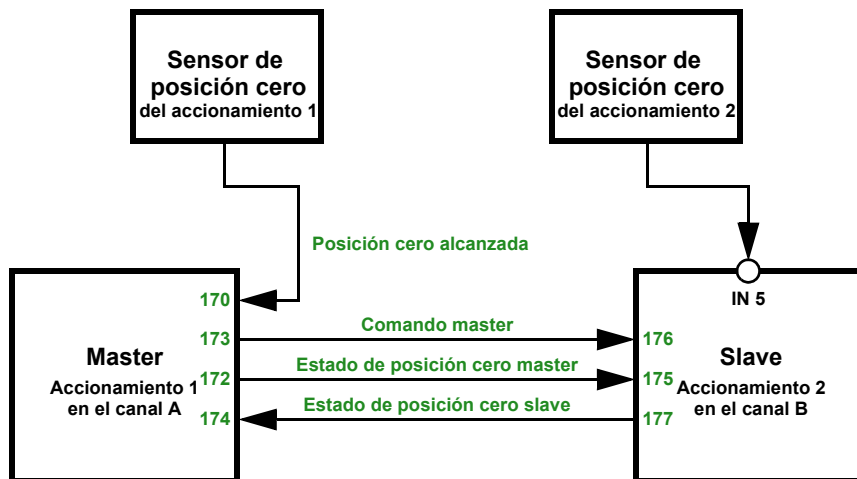 Sensor de
posición cero
del accionamiento 1
Sensor de
posición cero
del accionamiento 2
Posición cero alcanzada
IN 5
170
Comando master
173
176
Master
Slave
Estado de posición cero master
172
175
Accionamiento 1
en el canal A
Accionamiento 2
en el canal B
Estado de posición cero slave
174
177